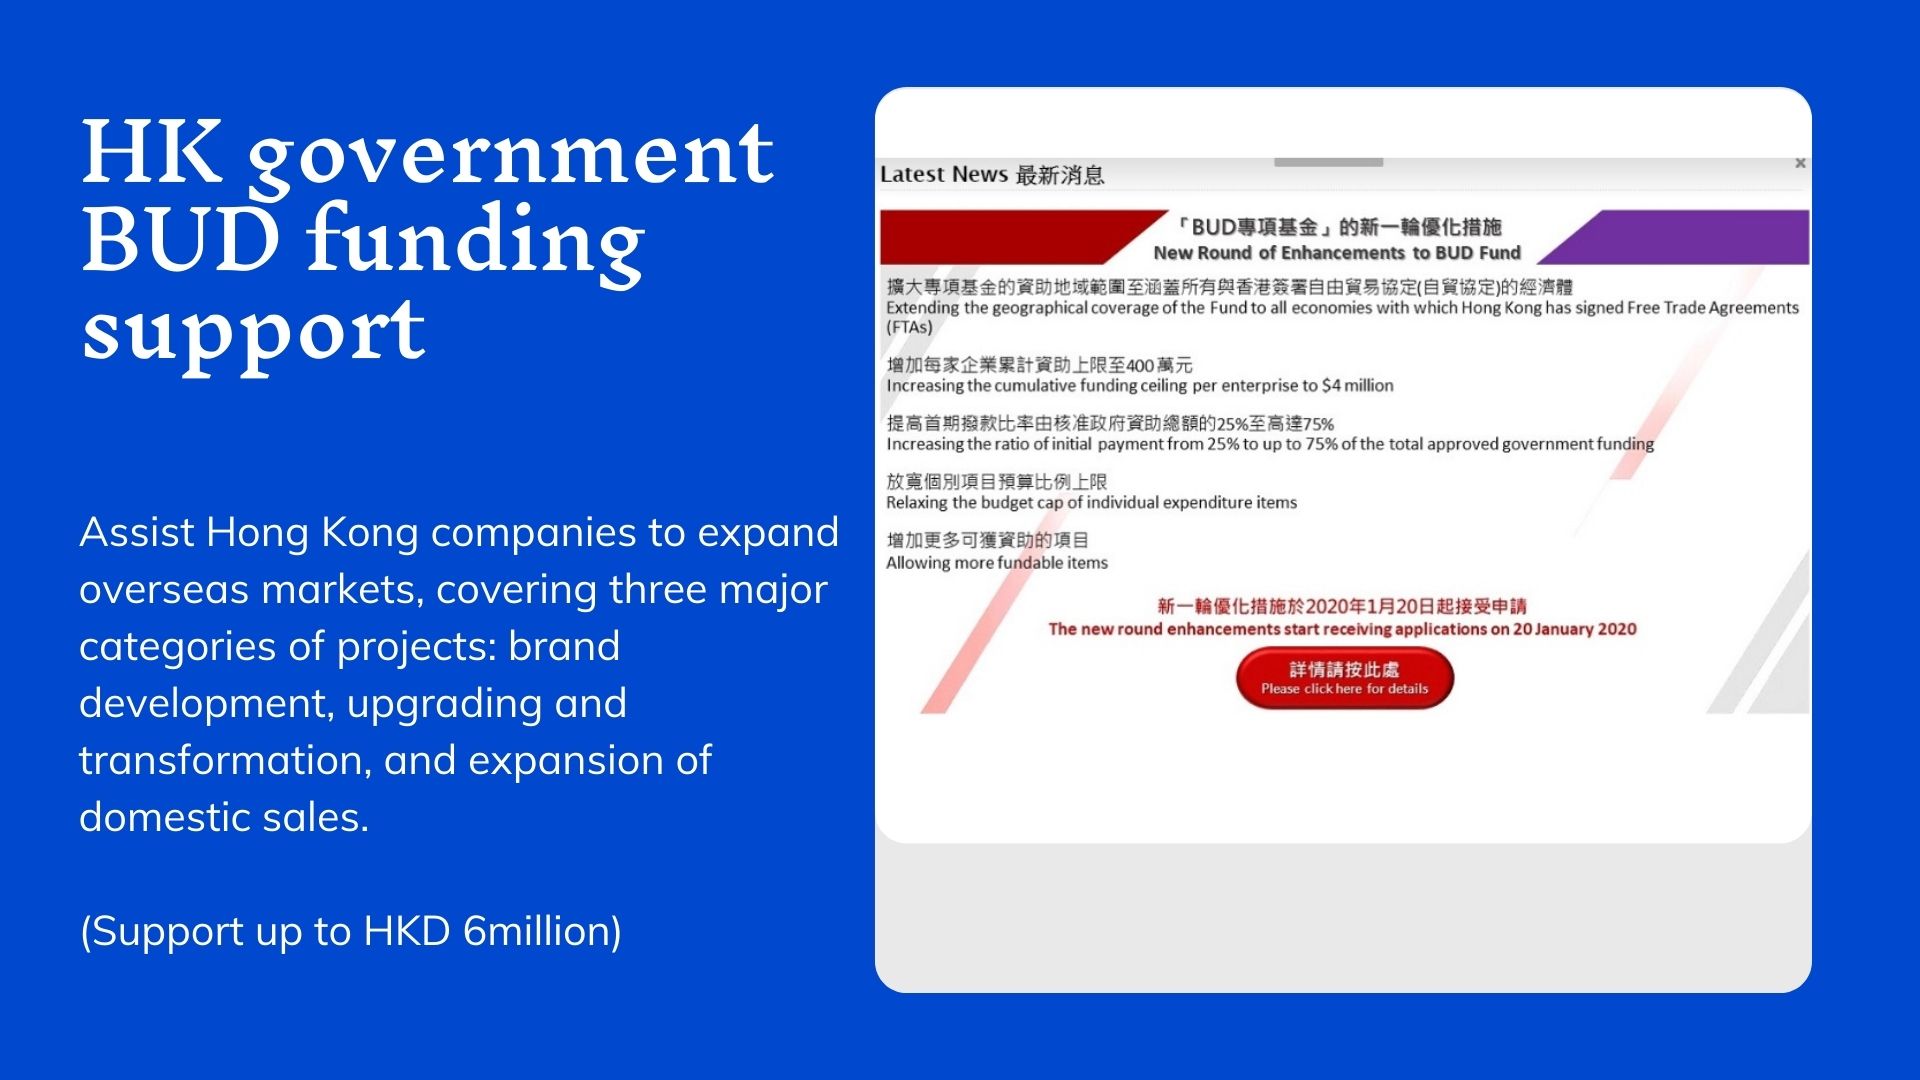 HK government
BUD funding
support
Assist Hong Kong companies to expand
overseas markets, covering three major
categories of projects: brand
development, upgrading and
transformation, and expansion of
domestic sales.
(Support up to HKD 6million)
Latest News 最新消息
「BUD專項基金」的新一輪優化措施
New Round of Enhancements to BUD Fund
擴大專項基金的資助地域範圍至涵蓋所有與香港簽署自由貿易協定(自貿協定)的經濟體
Extending the geographical coverage of the Fund to all economies with which Hong Kong has signed Free Trade Agreements
(FTAs)
增加每家企業累計資助上限至400萬元
Increasing the cumulative funding ceiling per enterprise to $4 million
提高首期撥款比率由核准政府資助總額的25%至高達75%
Increasing the ratio of initial payment from 25% to up to 75% of the total approved government funding
放寬個別項目預算比例上限
Relaxing the budget cap of individual expenditure items
增加更多可獲資助的項目
Allowing more fundable items
新一輪優化措施於2020年1月20日起接受申請
The new round enhancements start receiving applications on 20 January 2020
詳情請按此處
Please click here for details